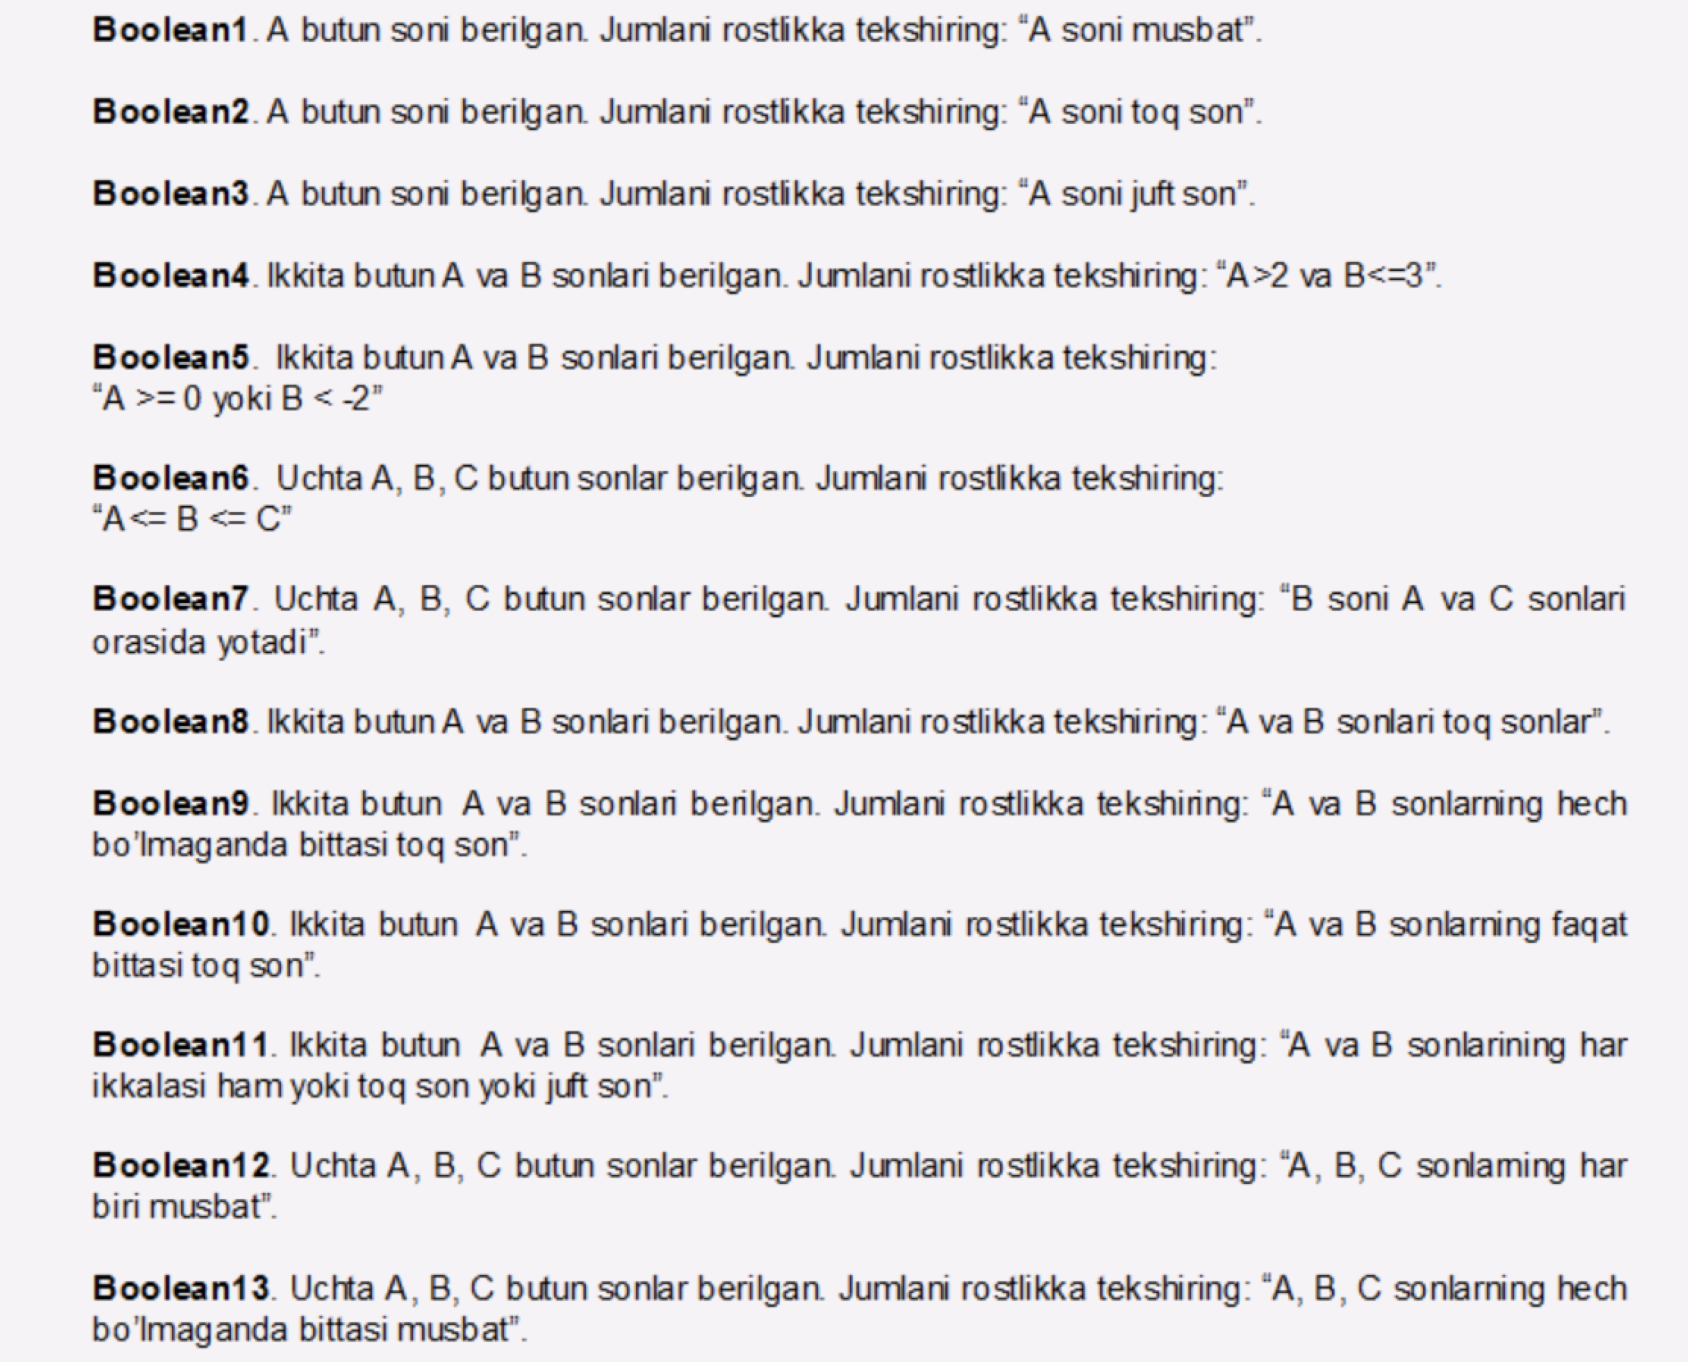 Boolean1. A butun soni berilgan. Jumlani rostlikka tekshiring: “A soni musbat”.
Boolean2. A butun soni berilgan. Jumlani rostlikka tekshiring: “A soni toq son”.
Boolean3. A butun soni berilgan. Jumlani rostlikka tekshiring: “A soni juft son”.
Boolean4. Ikkita butun A va B sonlari berilgan. Jumlani rostlikka tekshiring: “A>2 va B<=3”.
Boolean5. Ikkita butun A va B sonlari berilgan. Jumlani rostlikka tekshiring:
“A >= 0 yoki B < -2”
Boolean6. Uchta A, B, C butun sonlar berilgan. Jumlani rostlikka tekshiring:
“A <= B <= C”
Boolean7. Uchta A, B, C butun sonlar berilgan. Jumlani rostlikka tekshiring: “B soni A va C sonlari
orasida yotadi”.
Boolean8. Ikkita butun A va B sonlari berilgan. Jumlani rostlikka tekshiring: “A va B sonlari toq sonlar”.
Boolean9. Ikkita butun A va B sonlari berilgan. Jumlani rostlikka tekshiring: “A va B sonlarning hech
bo’lmaganda bittasi toq son”.
Boolean10. Ikkita butun A va B sonlari berilgan. Jumlani rostlikka tekshiring: “A va B sonlarning faqat
bittasi toq son”.
Boolean11. Ikkita butun A va B sonlari berilgan. Jumlani rostlikka tekshiring: “A va B sonlarining har
ikkalasi ham yoki toq son yoki juft son”.
Boolean12. Uchta A, B, C butun sonlar berilgan. Jumlani rostlikka tekshiring: “A, B, C sonlarning har
biri musbat”.
Boolean13. Uchta A, B, C butun sonlar berilgan. Jumlani rostlikka tekshiring: “A, B, C sonlarning hech
bo’lmaganda bittasi musbat”.